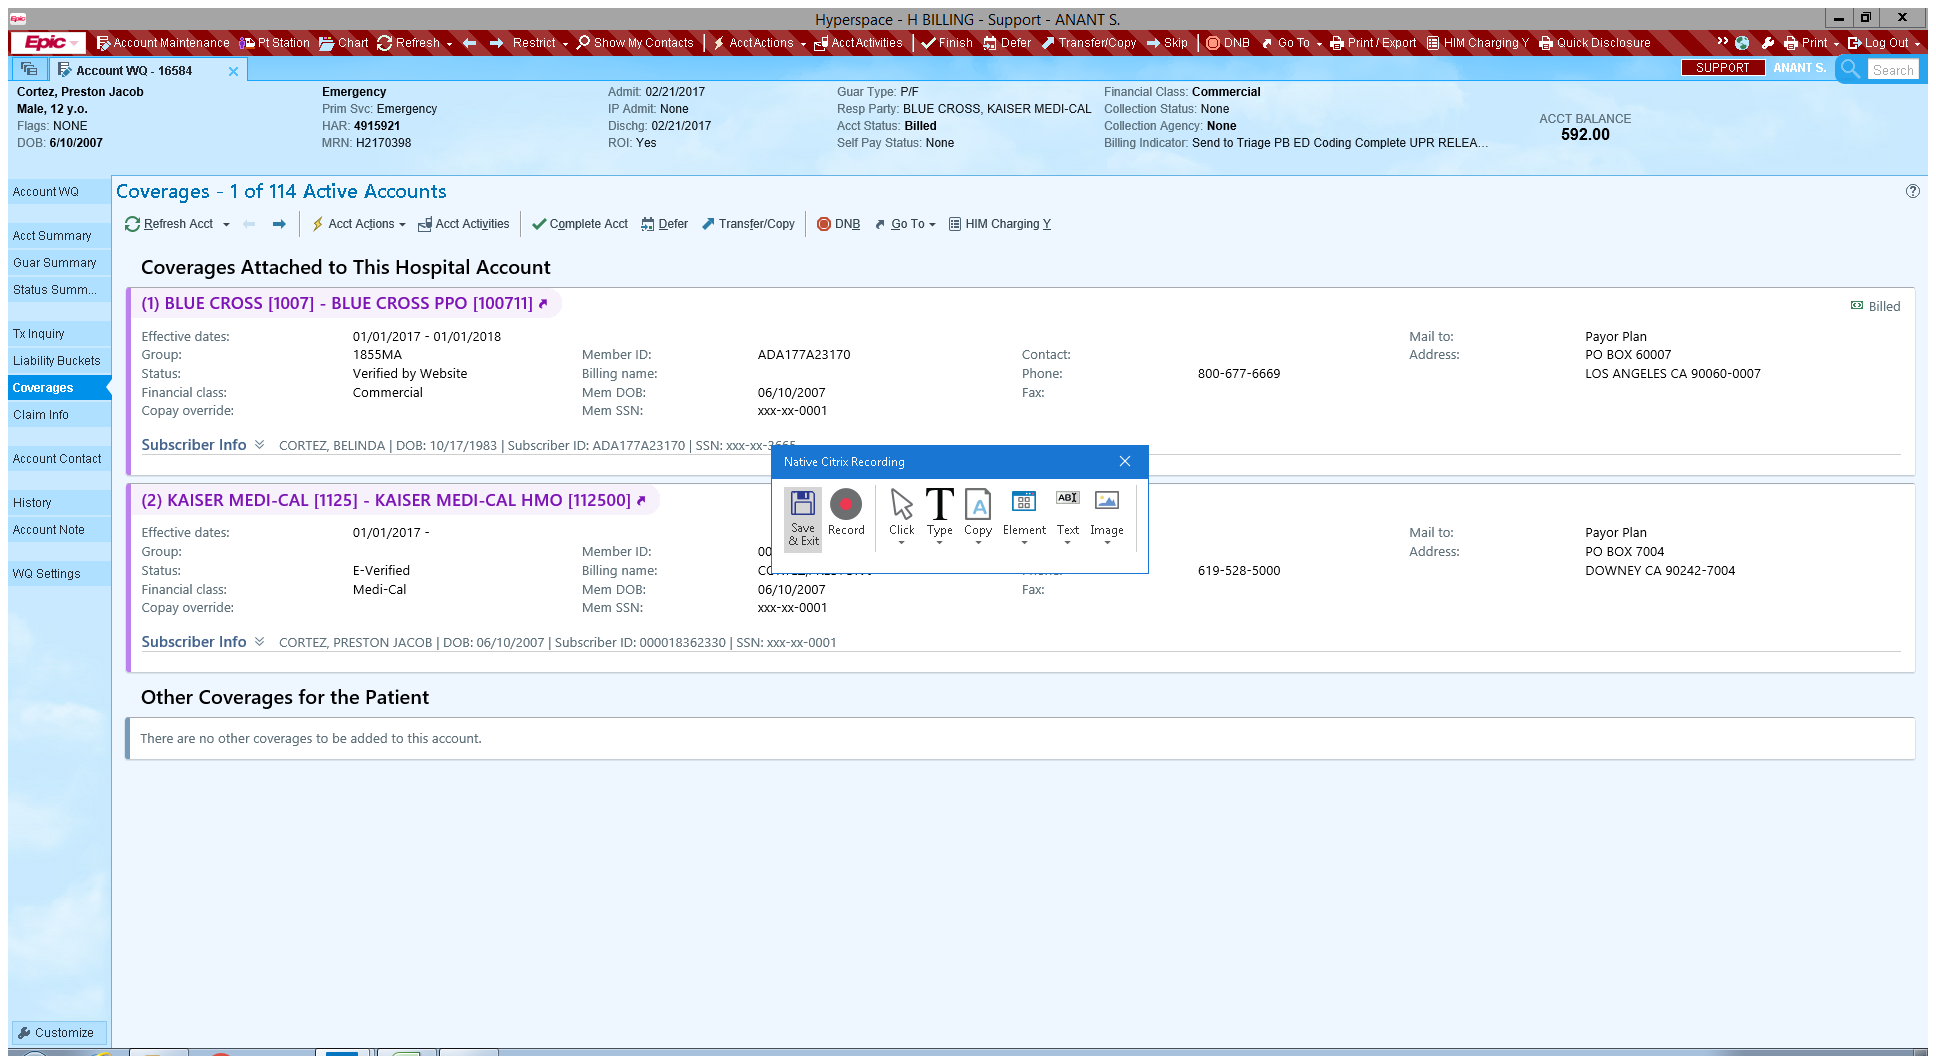 Epic
Hyperspace - H BILLING - Support - ANANT S.
Epic Account Maintenance Pt Station Chart Refresh Restrict Show My Contacts Acct Actions Acct Activities Finish Defer Transfer/Copy Skip DNB Go To Print / Export HIM Charging Y Quick Disclosure Print Log Out
Account WQ - 16584
SUPPORT ANANT S. Search
Cortez, Preston Jacob
Male, 12 y.o.
Flags: NONE
DOB: 6/10/2007
Emergency
Prim Svc: Emergency
HAR: 4915921
MRN: H2170398
Admit: 02/21/2017
IP Admit: None
Dischg: 02/21/2017
ROI: Yes
Guar Type: P/F
Resp Party: BLUE CROSS, KAISER MEDI-CAL
Acct Status: Billed
Self Pay Status: None
Financial Class: Commercial
Collection Status: None
Collection Agency: None
Billing Indicator: Send to Triage PB ED Coding Complete UPR RELEA...
ACCT BALANCE
592.00
Account WQ
Acct Summary
Guar Summary
Status Summ...
Tx Inquiry
Liability Buckets
Coverages
Claim Info
Account Contact
History
Account Note
WQ Settings
Customize
Coverages - 1 of 114 Active Accounts
Refresh Acct Acct Actions Acct Activities Complete Acct Defer Transfer/Copy DNB Go To HIM Charging Y
Coverages Attached to This Hospital Account
(1) BLUE CROSS [1007] - BLUE CROSS PPO [100711]
Billed
Effective dates: 01/01/2017 - 01/01/2018 Mail to: Payor Plan
Group: 1855MA Member ID: ADA177A23170 Contact: Address: PO BOX 60007
Status: Verified by Website Billing name: Phone: 800-677-6669 LOS ANGELES CA 90060-0007
Financial class: Commercial Mem DOB: 06/10/2007 Fax:
Copay override: Mem SSN: xxx-xx-0001
Subscriber Info CORTEZ, BELINDA | DOB: 10/17/1983 | Subscriber ID: ADA177A23170 | SSN: xxx-xx-3665
(2) KAISER MEDI-CAL [1125] - KAISER MEDI-CAL HMO [112500]
Effective dates: 01/01/2017 - Mail to: Payor Plan
Group: Member ID: 00 Address: PO BOX 7004
Status: E-Verified Billing name: 619-528-5000 DOWNEY CA 90242-7004
Financial class: Medi-Cal Mem DOB: 06/10/2007 Fax:
Copay override: Mem SSN: xxx-xx-0001
Subscriber Info CORTEZ, PRESTON JACOB | DOB: 06/10/2007 | Subscriber ID: 000018362330 | SSN: xxx-xx-0001
Other Coverages for the Patient
There are no other coverages to be added to this account.
Native Citrix Recording
Save & Exit
Record
Click
Type
Copy
Element
Text
Image